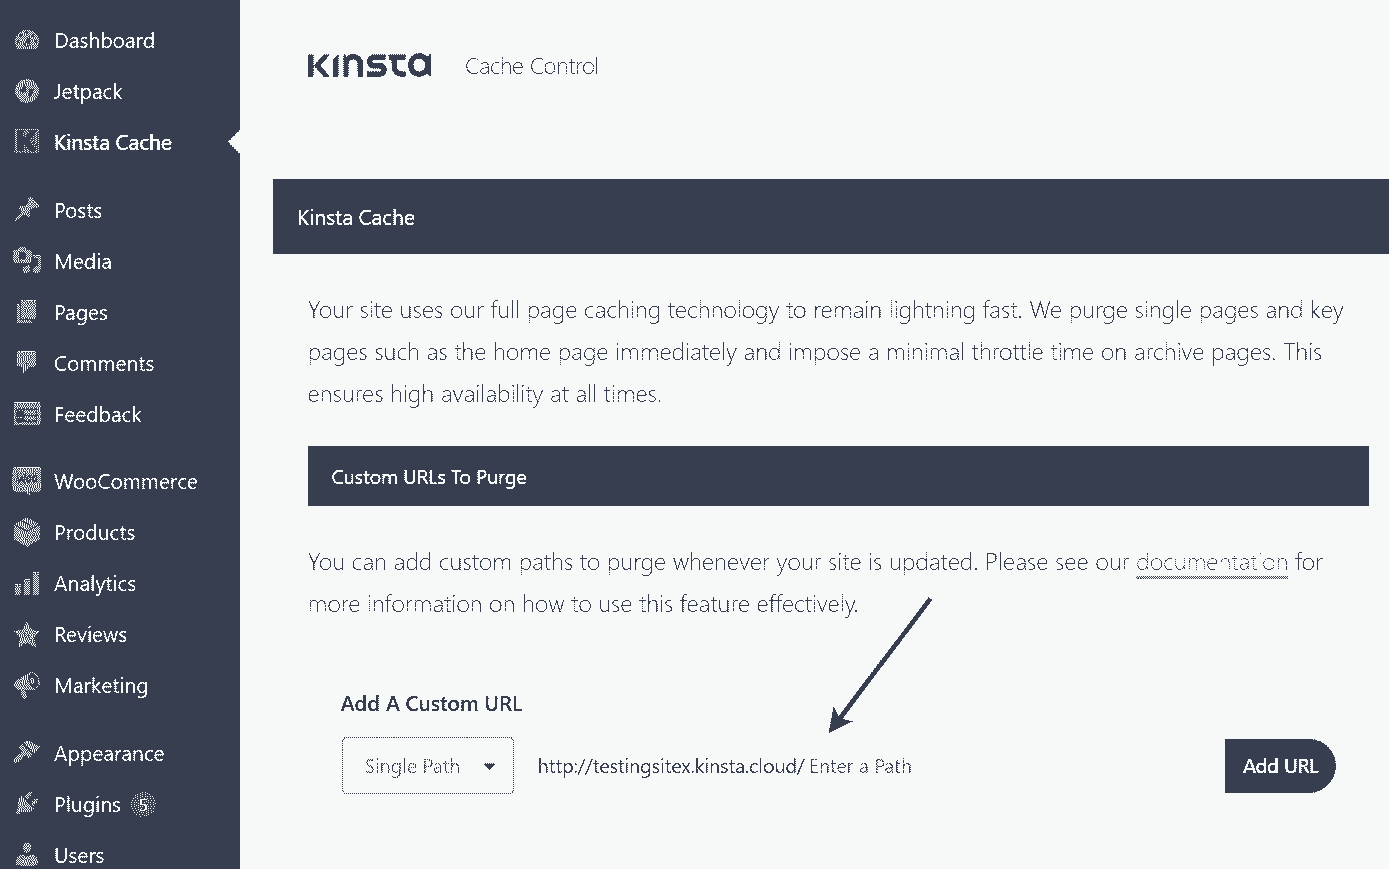 Dashboard
Jetpack
Kinsta Cache
Posts
Media
Pages
Comments
Feedback
WooCommerce
Products
Analytics
Reviews
Marketing
Appearance
Plugins 5
Users
Kinsta Cache Control
Kinsta Cache
Your site uses our full page caching technology to remain lightning fast. We purge single pages and key
pages such as the home page immediately and impose a minimal throttle time on archive pages. This
ensures high availability at all times.
Custom URLs To Purge
You can add custom paths to purge whenever your site is updated. Please see our documentation for
more information on how to use this feature effectively.
Add A Custom URL
Single Path http://testingsitex.kinsta.cloud/ Enter a Path Add URL